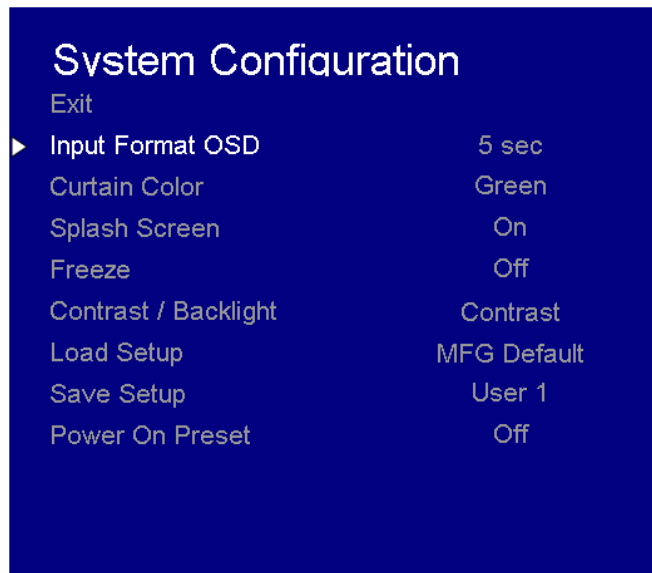 System Configuration
Exit
Input Format OSD 5 sec
Curtain Color Green
Splash Screen On
Freeze Off
Contrast / Backlight Contrast
Load Setup MFG Default
Save Setup User 1
Power On Preset Off